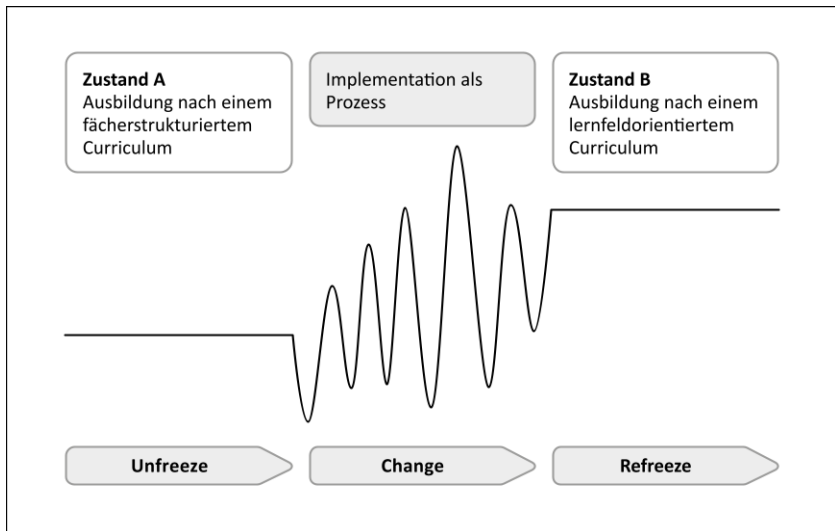 Zustand A
Ausbildung nach einem
fächerstrukturiertem
Curriculum
Implementation als
Prozess
Zustand B
Ausbildung nach einem
lernfeldorientiertem
Curriculum
Unfreeze
Change
Refreeze